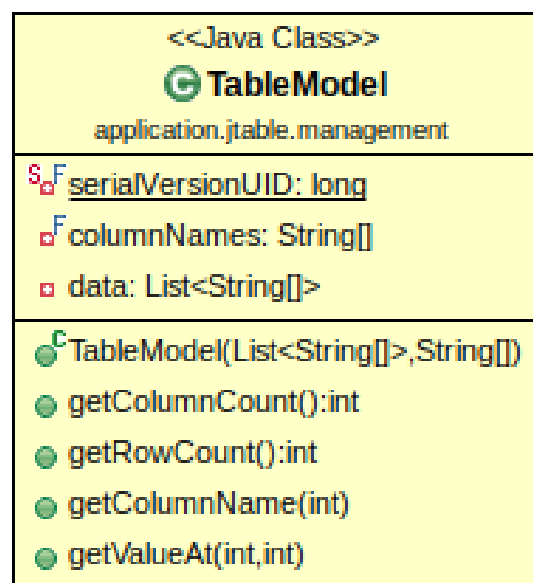 <<Java Class>>
C TableModel
application.jtable.management
S F serialVersionUID: long
F columnNames: String[]
data: List<String[]>
C TableModel(List<String[]>,String[])
getColumnCount():int
getRowCount():int
getColumnName(int)
getValueAt(int,int)